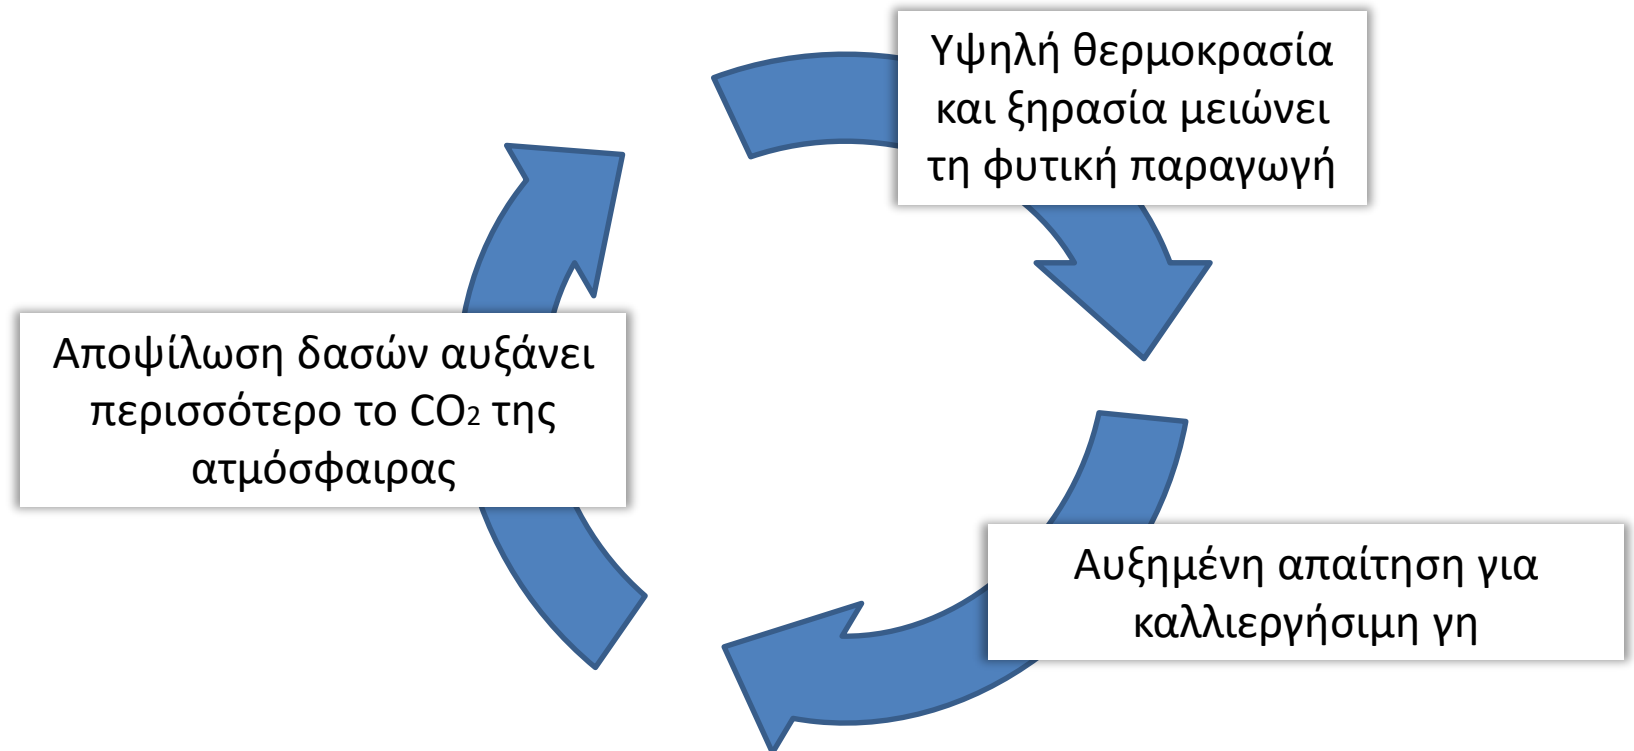 Υψηλή θερμοκρασία
και ξηρασία μειώνει
τη φυτική παραγωγή
Αποψίλωση δασών αυξάνει
περισσότερο το CO₂ της
ατμόσφαιρας
Αυξημένη απαίτηση για
καλλιεργήσιμη γη